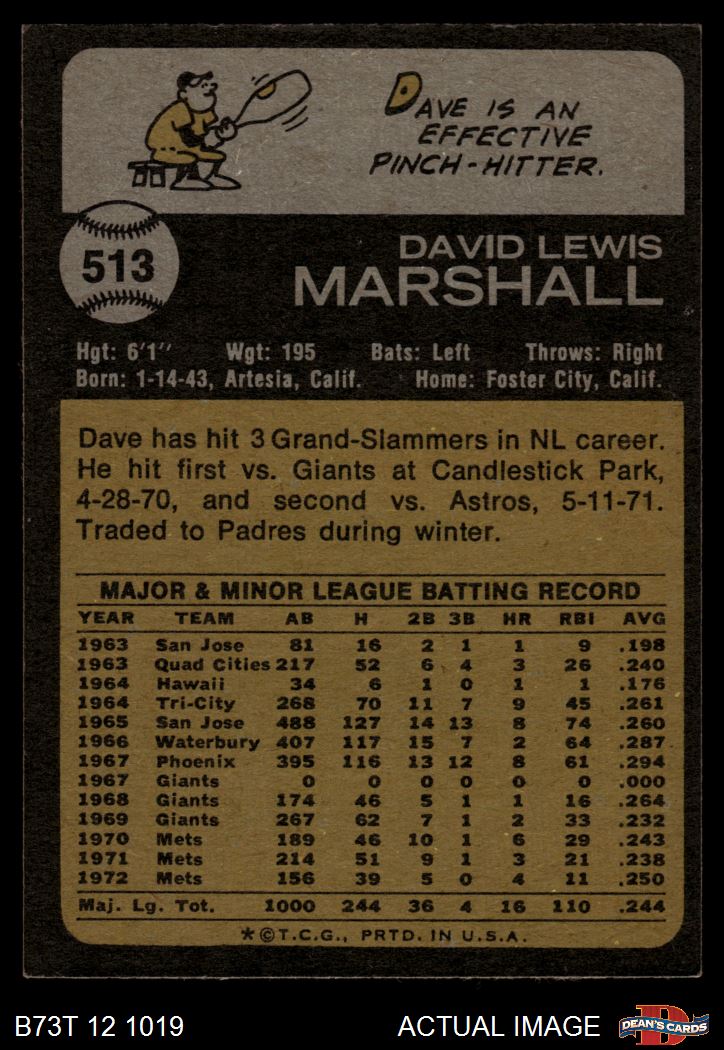 DAVE IS AN
EFFECTIVE
PINCH-HITTER.
513
DAVID LEWIS
MARSHALL
Hgt: 6'1" Wgt: 195 Bats: Left Throws: Right
Born: 1-14-43, Artesia, Calif. Home: Foster City, Calif.
Dave has hit 3 Grand-Slammers in NL career.
He hit first vs. Giants at Candlestick Park,
4-28-70, and second vs. Astros, 5-11-71.
Traded to Padres during winter.
MAJOR & MINOR LEAGUE BATTING RECORD
YEAR TEAM AB H 2B 3B HR RBI AVG
1963 San Jose 81 16 2 1 1 9 .198
1963 Quad Cities 217 52 6 4 3 26 .240
1964 Hawaii 34 6 1 0 1 1 .176
1964 Tri-City 268 70 11 7 9 45 .261
1965 San Jose 488 127 14 13 8 74 .260
1966 Waterbury 407 117 15 7 2 64 .287
1967 Phoenix 395 116 13 12 8 61 .294
1967 Giants 0 0 0 0 0 0 .000
1968 Giants 174 46 5 1 1 16 .264
1969 Giants 267 62 7 1 2 33 .232
1970 Mets 189 46 10 1 6 29 .243
1971 Mets 214 51 9 1 3 21 .238
1972 Mets 156 39 5 0 4 11 .250
Maj. Lg. Tot. 1000 244 36 4 16 110 .244
*©T.C.G., PRTD. IN U.S.A.
B73T 12 1019 ACTUAL IMAGE DEAN'S CARDS